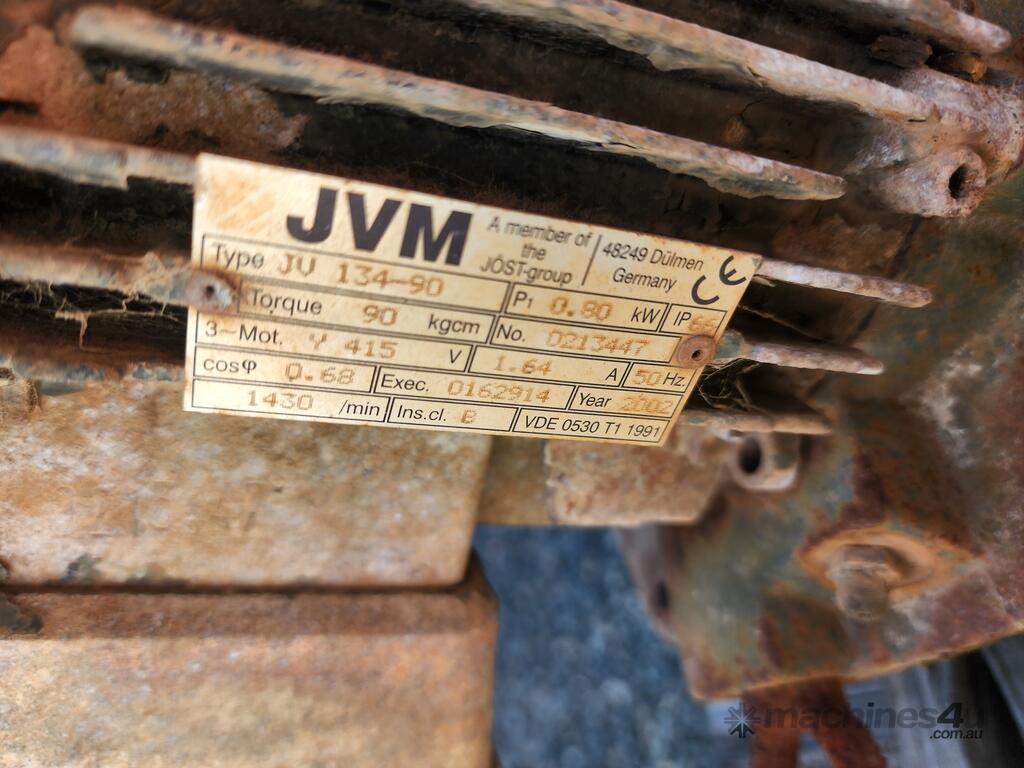 JVM A member of the JÖST-group 48249 Dülmen Germany CE
Type JV 134-90 P1 0.80 kW IP
Torque 90 kgcm No. 0213447
3~Mot. Y 415 V 1.64 A 50 Hz
cosφ 0.68 Exec. 0162914 Year 2002
1430 /min Ins.cl. B VDE 0530 T1 1991
machines4u
.com.au